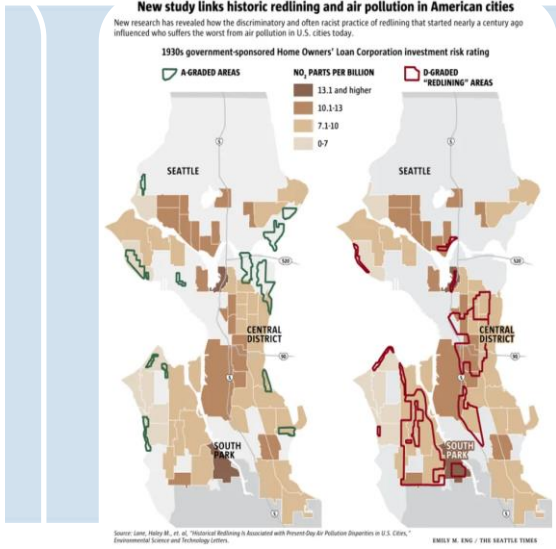 New study links historic redlining and air pollution in American cities
New research has revealed how the discriminatory and often racist practice of redlining that started nearly a century ago
influenced who suffers the worst from air pollution in U.S. cities today.
1930s government-sponsored Home Owners' Loan Corporation investment risk rating
A-GRADED AREAS
NO₂ PARTS PER BILLION
13.1 and higher
10.1-13
7.1-10
0-7
D-GRADED
"REDLINING" AREAS
SEATTLE
5
520
CENTRAL
DISTRICT
90
5
SOUTH
PARK
5
SEATTLE
5
520
CENTRAL
DISTRICT
90
5
SOUTH
PARK
5
Source: Lane, Haley M., et. al, "Historical Redlining Is Associated with Present-Day Air Pollution Disparities in U.S. Cities,"
Environmental Science and Technology Letters.
EMILY M. ENG / THE SEATTLE TIMES